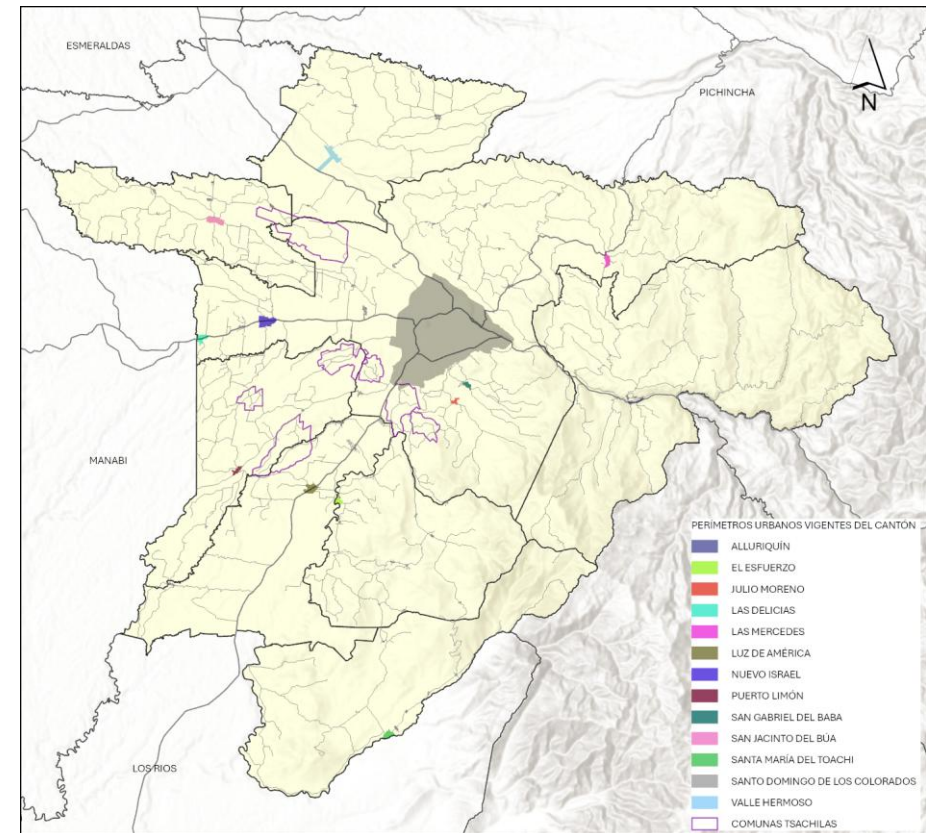 ESMERALDAS
PICHINCHA
N
MANABI
LOS RIOS
PERÍMETROS URBANOS VIGENTES DEL CANTÓN
ALLURIQUÍN
EL ESFUERZO
JULIO MORENO
LAS DELICIAS
LAS MERCEDES
LUZ DE AMÉRICA
NUEVO ISRAEL
PUERTO LIMÓN
SAN GABRIEL DEL BABA
SAN JACINTO DEL BÚA
SANTA MARÍA DEL TOACHI
SANTO DOMINGO DE LOS COLORADOS
VALLE HERMOSO
COMUNAS TSACHILAS